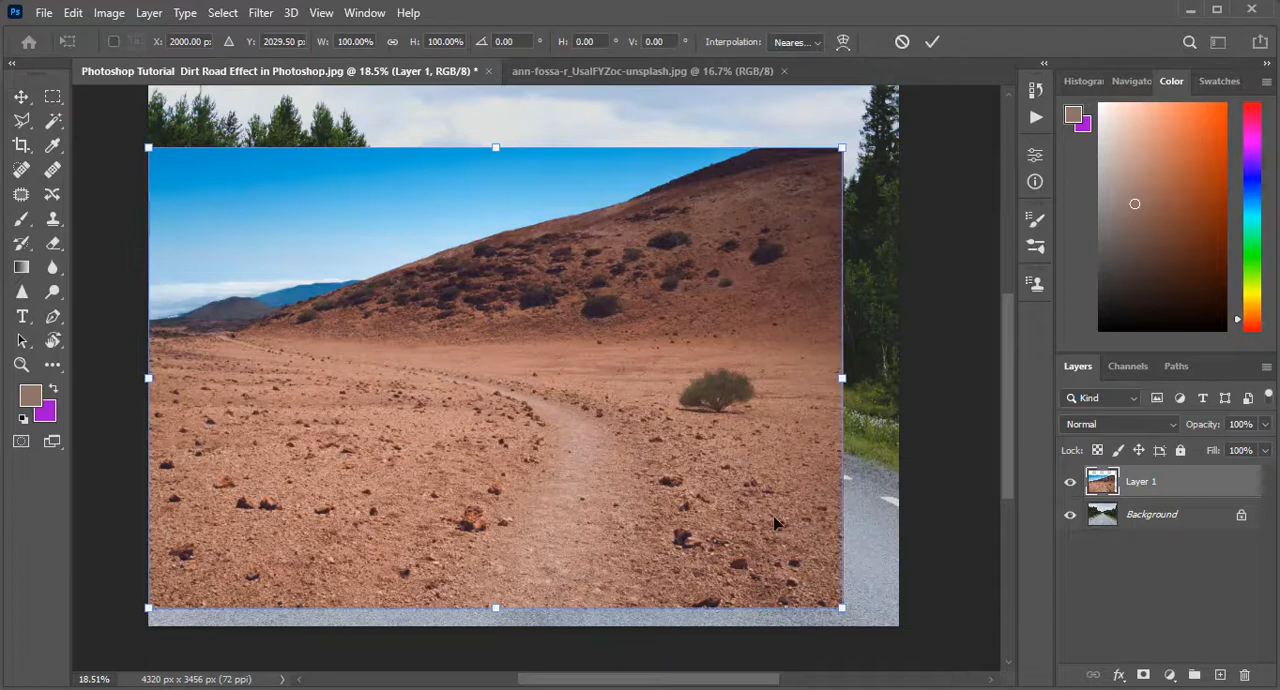 Ps File Edit Image Layer Type Select Filter 3D View Window Help
X: 2000.00 p: Y: 2029.50 p: W: 100.00% H: 100.00% 0.00 ° H: 0.00 ° V: 0.00 ° Interpolation: Neares...
Photoshop Tutorial Dirt Road Effect in Photoshop.jpg @ 18.5% (Layer 1, RGB/8) * × ann-fossa-r_UsalFYZoc-unsplash.jpg @ 16.7% (RGB/8) ×
Histogra Navigato Color Swatches
Layers Channels Paths
Kind
Normal Opacity: 100%
Lock: Fill: 100%
Layer 1
Background
fx
18.51% 4320 px x 3456 px (72 ppi)